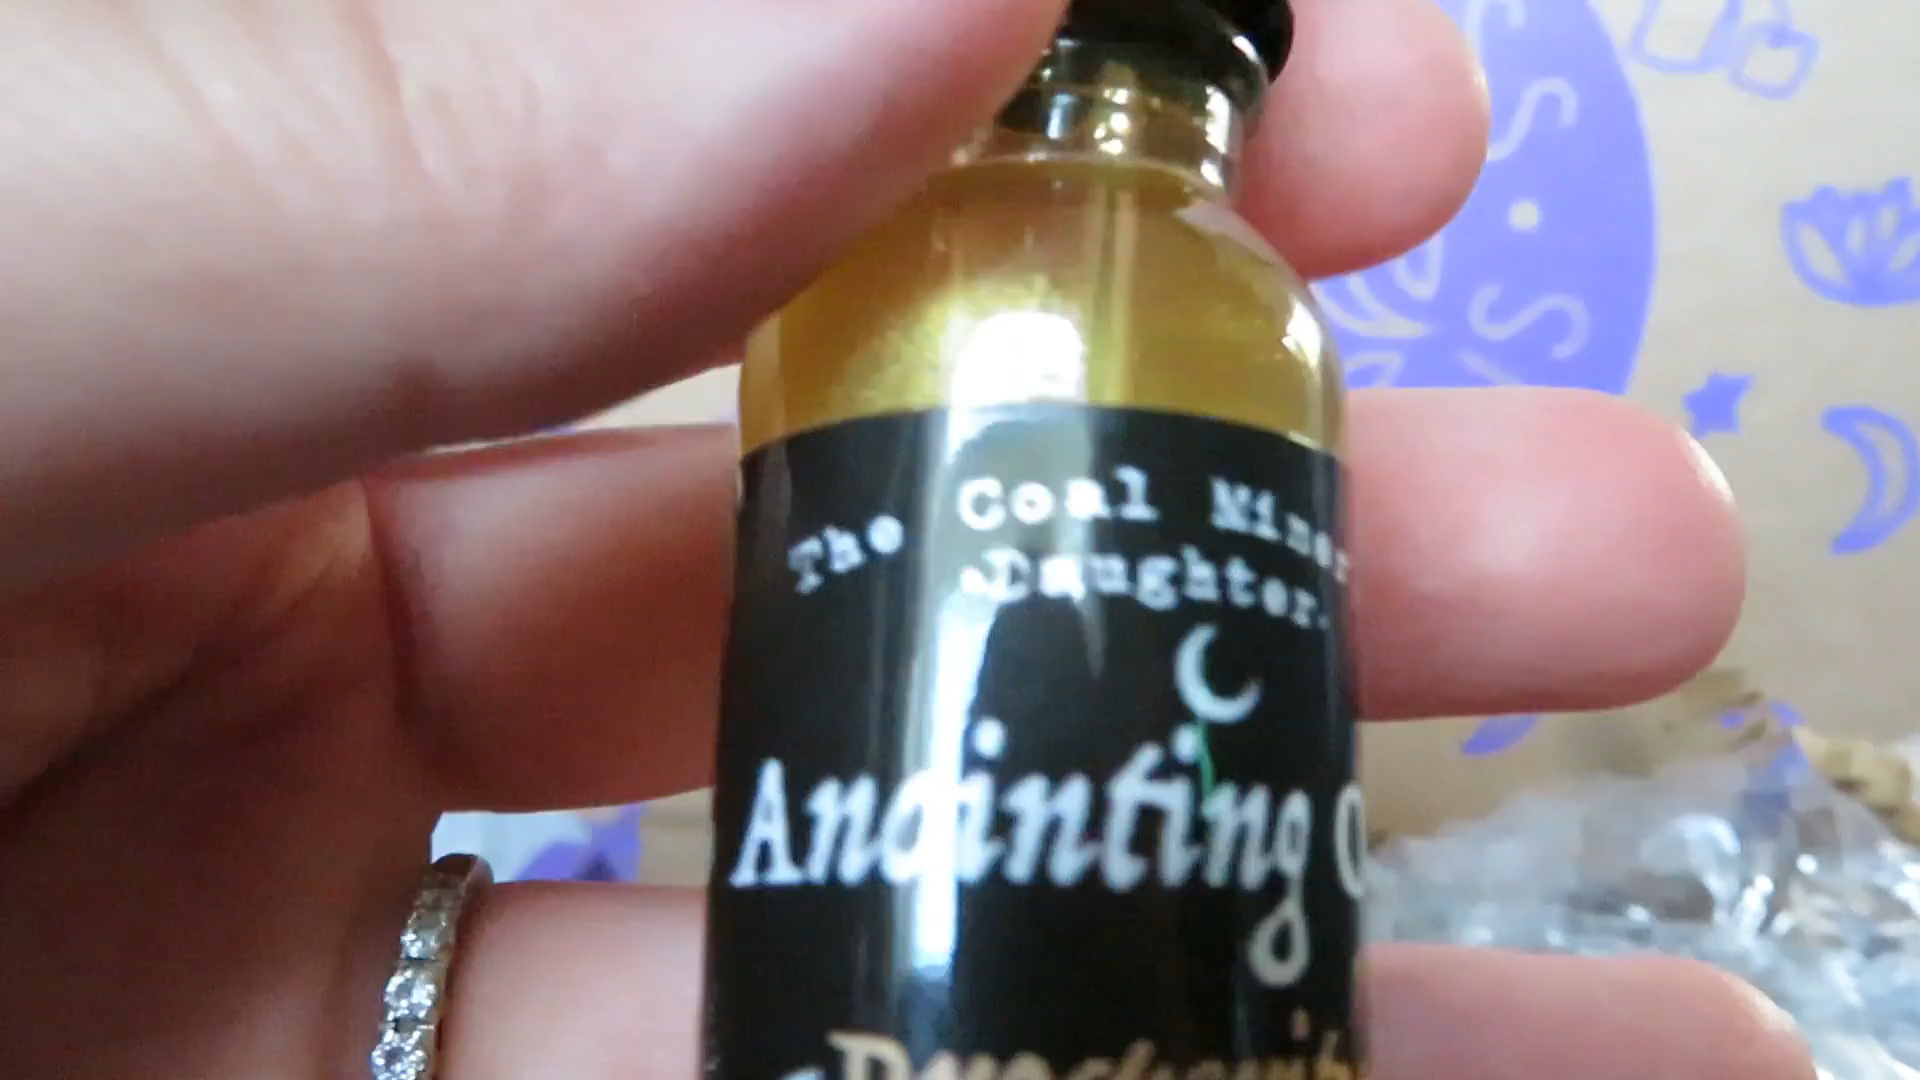 The Coal Miner
Daughter.
Anointing O